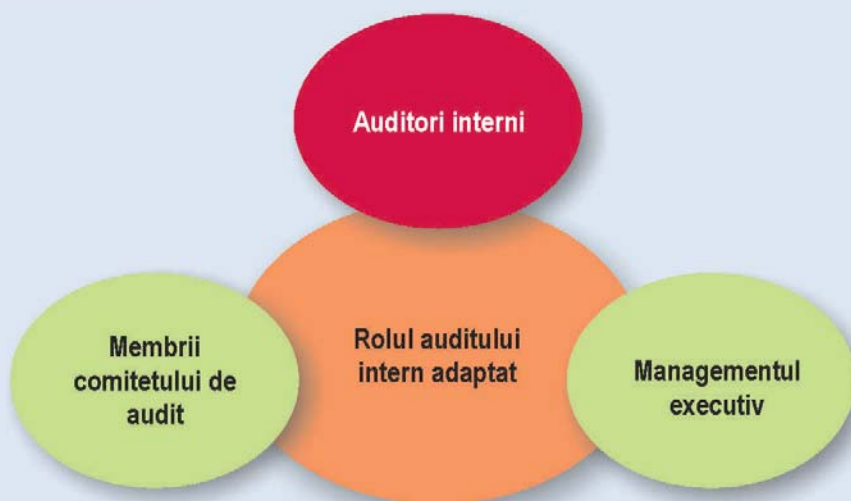 Auditori interni
Membrii
comitetului de
audit
Rolul auditului
intern adaptat
Managementul
executiv